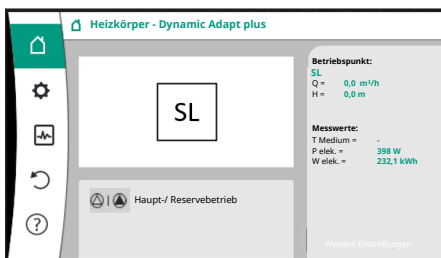 Heizkörper - Dynamic Adapt plus
SL
Haupt-/ Reservebetrieb
Betriebspunkt:
SL
Q = 0,0 m³/h
H = 0,0 m
Messwerte:
T Medium = -
P elek. = 398 W
W elek. = 232,1 kWh
Weitere Einstellungen
?